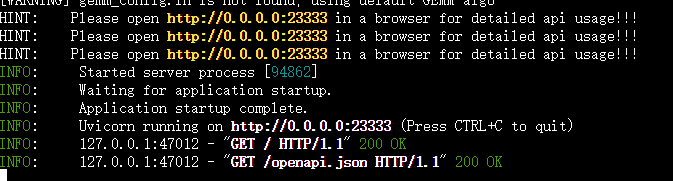 [WARNING] gemm_config.in is not found; using default GEMM algo
HINT:    Please open http://0.0.0.0:23333 in a browser for detailed api usage!!!
HINT:    Please open http://0.0.0.0:23333 in a browser for detailed api usage!!!
HINT:    Please open http://0.0.0.0:23333 in a browser for detailed api usage!!!
INFO:     Started server process [94862]
INFO:     Waiting for application startup.
INFO:     Application startup complete.
INFO:     Uvicorn running on http://0.0.0.0:23333 (Press CTRL+C to quit)
INFO:     127.0.0.1:47012 - "GET / HTTP/1.1" 200 OK
INFO:     127.0.0.1:47012 - "GET /openapi.json HTTP/1.1" 200 OK